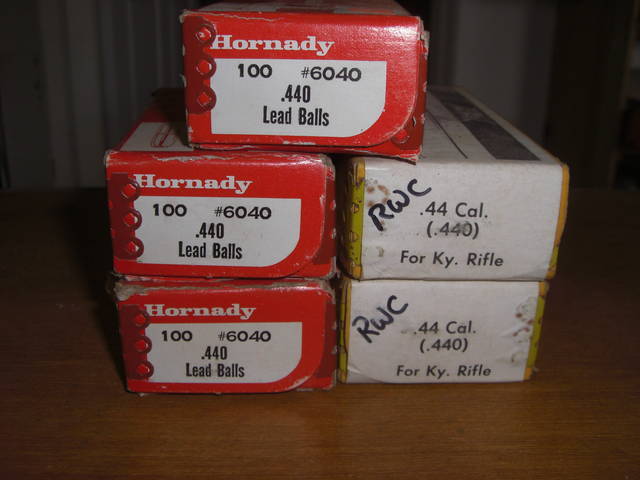 Hornady
100 #6040
.440
Lead Balls
Hornady
100 #6040
.440
Lead Balls
RWC
.44 Cal.
(.440)
For Ky. Rifle
Hornady
100 #6040
.440
Lead Balls
RWC
.44 Cal.
(.440)
For Ky. Rifle